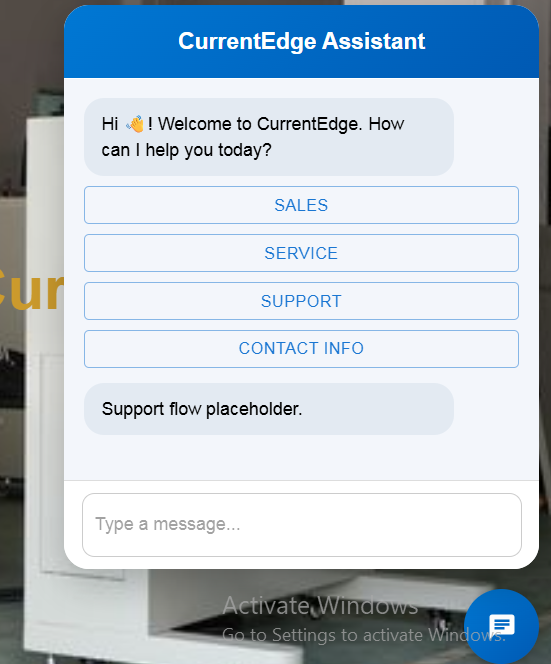 CurrentEdge Assistant
Hi 👋! Welcome to CurrentEdge. How
can I help you today?
SALES
SERVICE
SUPPORT
CONTACT INFO
Cur
Support flow placeholder.
Type a message...
Activate Windows
Go to Settings to activate Windows.